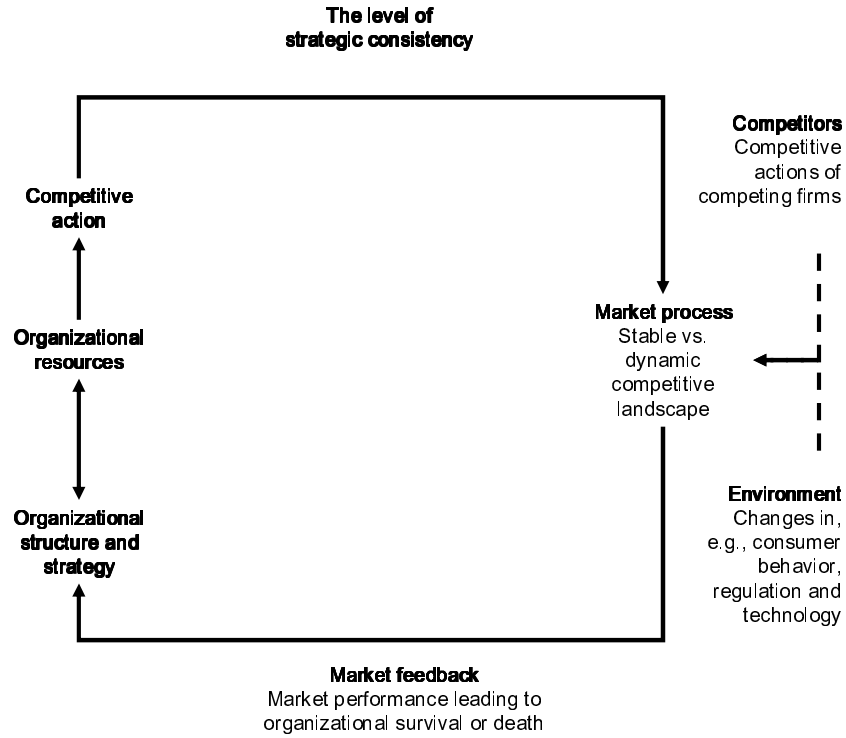 The level of
strategic consistency
Competitors
Competitive
actions of
competing firms
Competitive
action
Market process
Stable vs.
dynamic
competitive
landscape
Organizational
resources
Organizational
structure and
strategy
Environment
Changes in,
e.g., consumer
behavior,
regulation and
technology
Market feedback
Market performance leading to
organizational survival or death